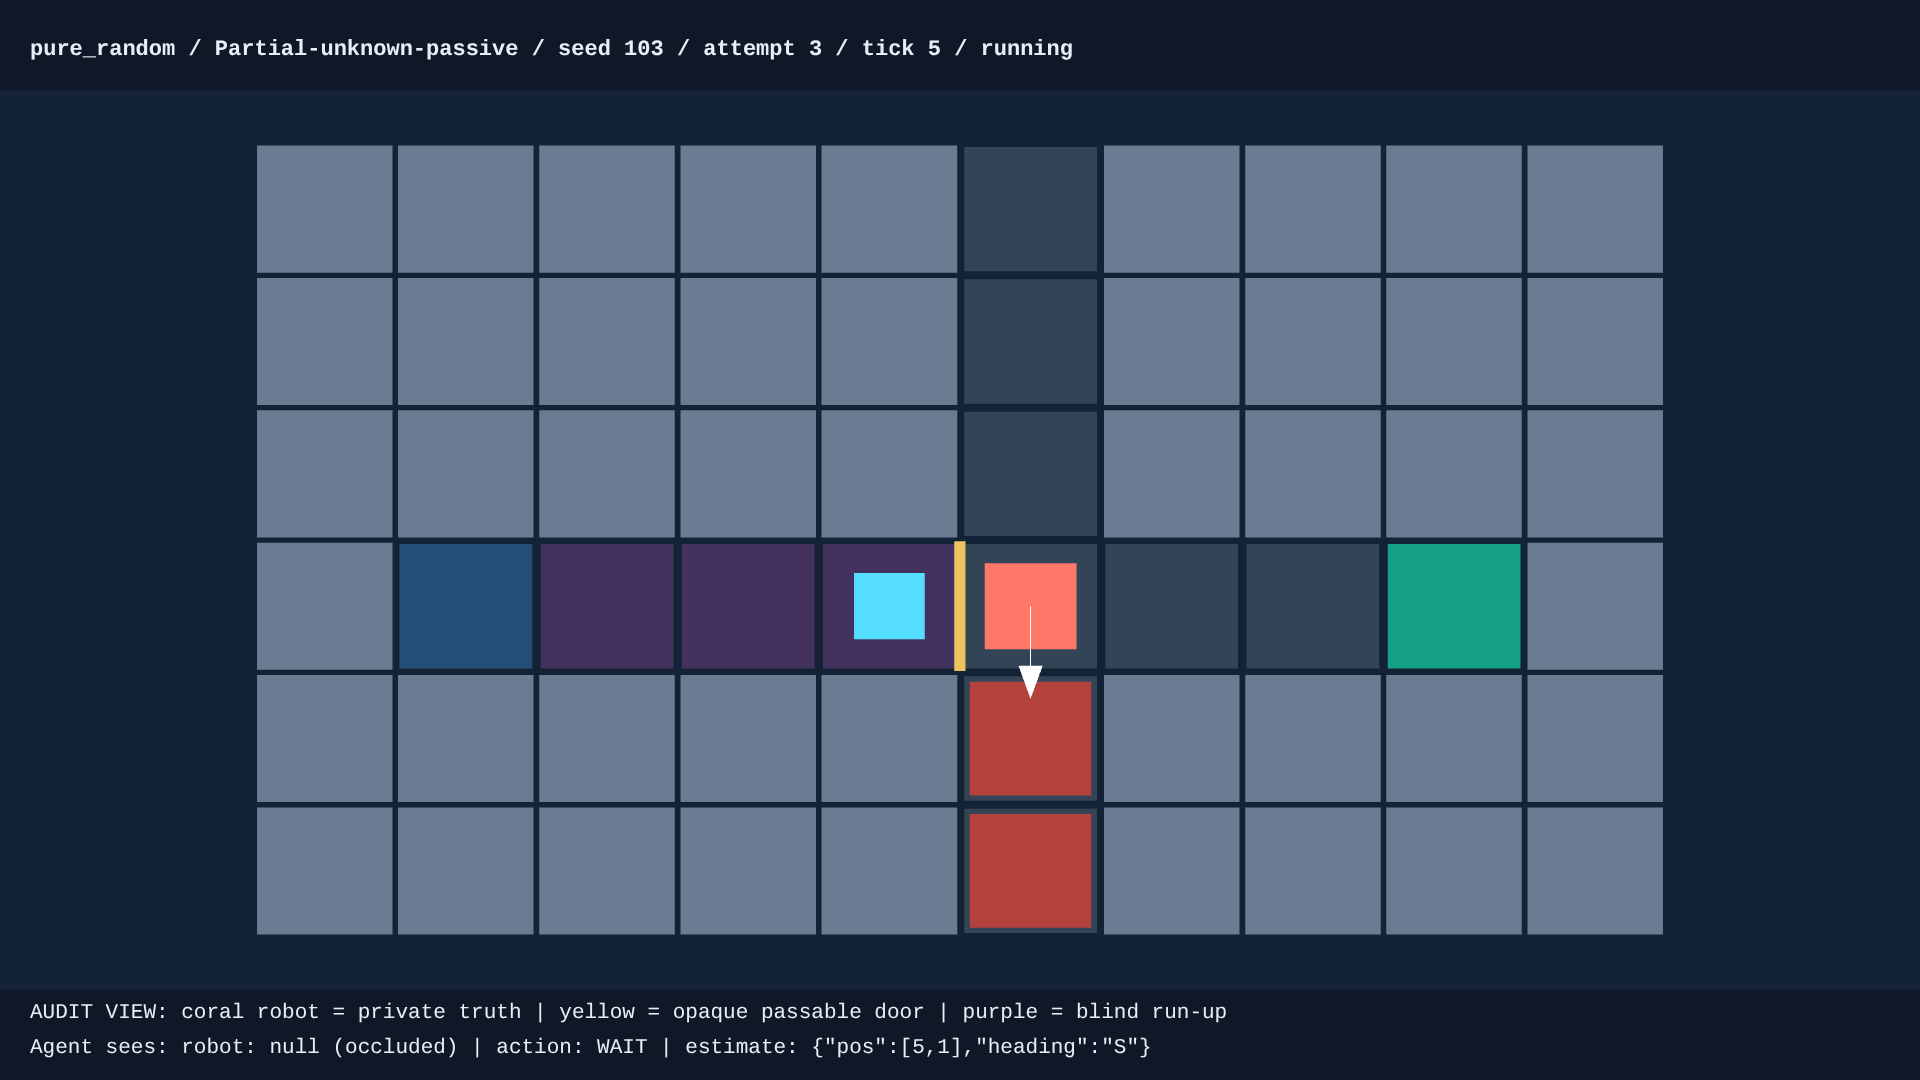 pure_random / Partial-unknown-passive / seed 103 / attempt 3 / tick 5 / running
AUDIT VIEW: coral robot = private truth | yellow = opaque passable door | purple = blind run-up
Agent sees: robot: null (occluded) | action: WAIT | estimate: {"pos":[5,1],"heading":"S"}